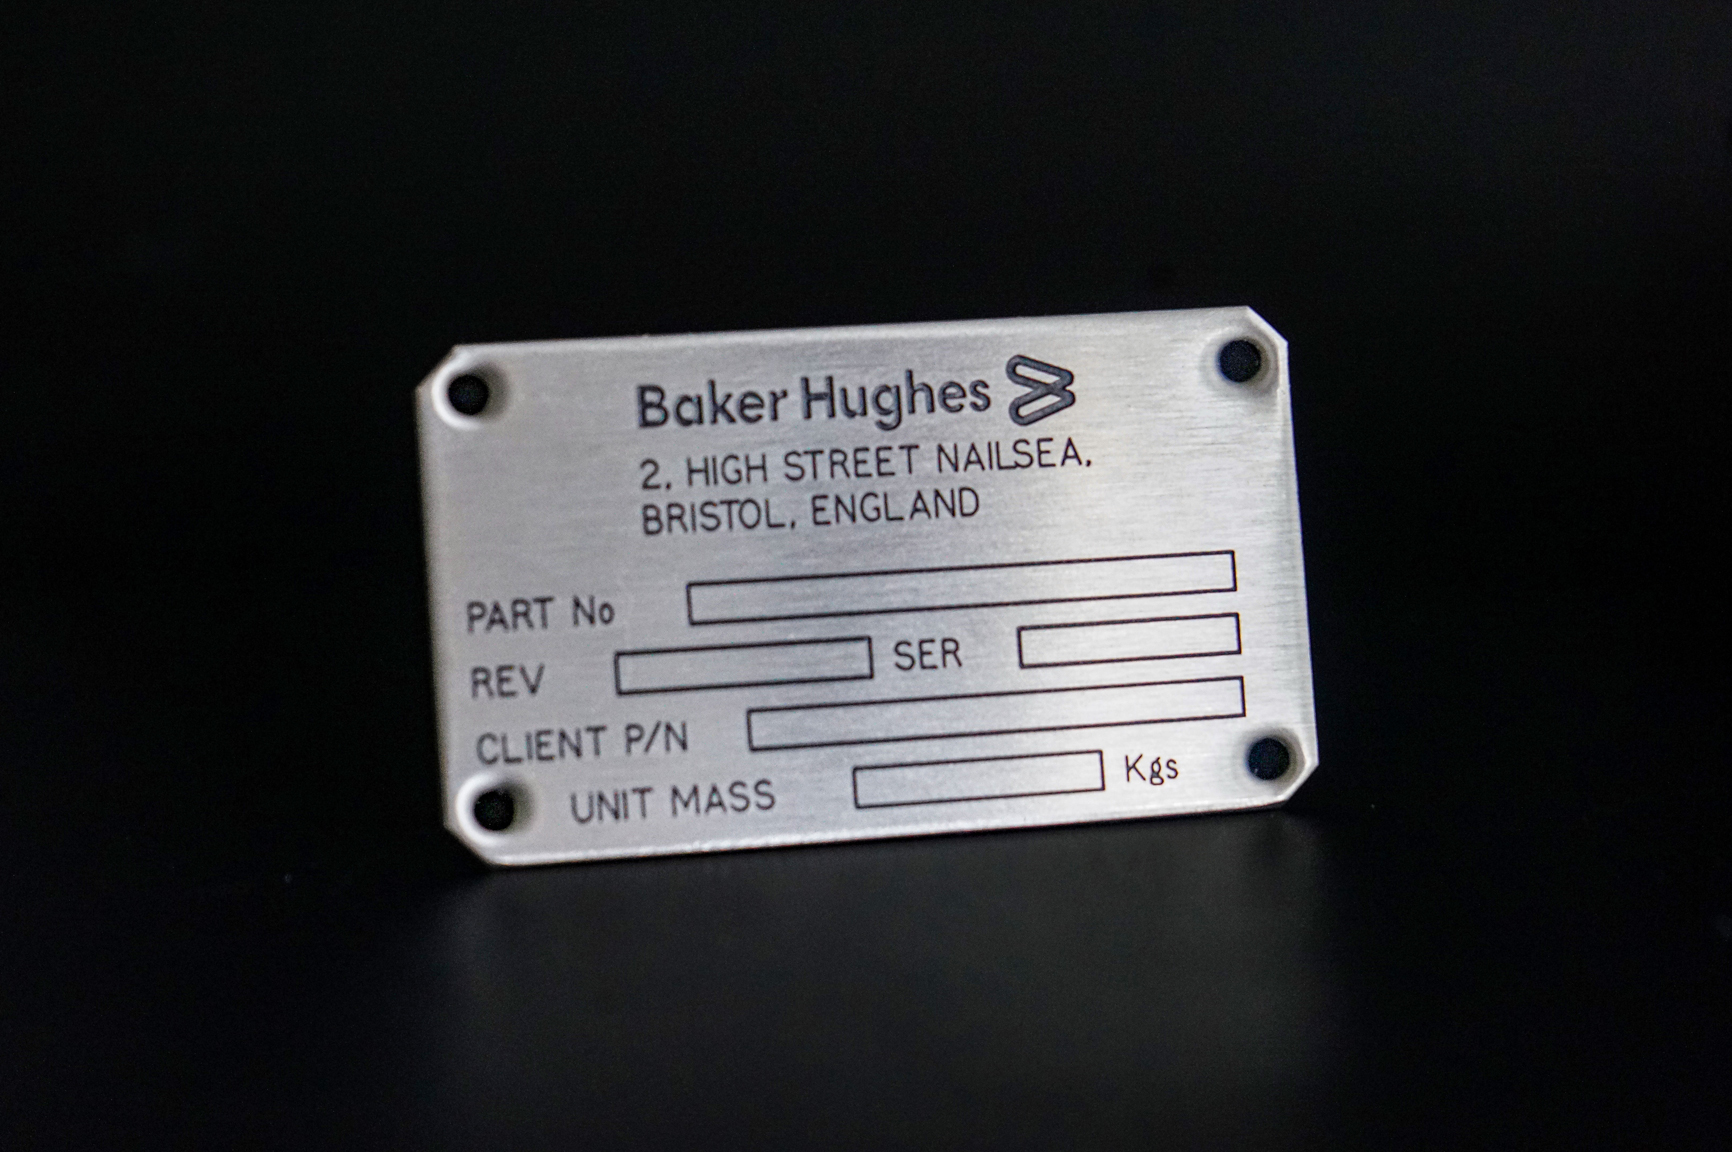 Baker Hughes
2, HIGH STREET NAILSEA,
BRISTOL, ENGLAND
PART No
REV SER
CLIENT P/N
UNIT MASS Kgs